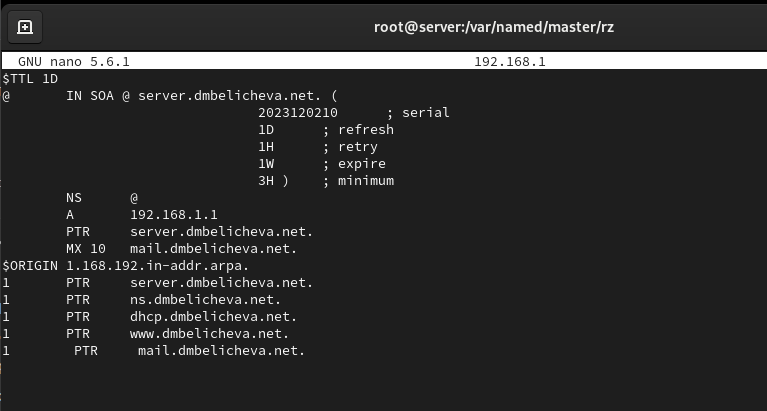 root@server:/var/named/master/rz
GNU nano 5.6.1 192.168.1
$TTL 1D
@ IN SOA @ server.dmbelicheva.net. (
2023120210 ; serial
1D ; refresh
1H ; retry
1W ; expire
3H ) ; minimum
NS @
A 192.168.1.1
PTR server.dmbelicheva.net.
MX 10 mail.dmbelicheva.net.
$ORIGIN 1.168.192.in-addr.arpa.
1 PTR server.dmbelicheva.net.
1 PTR ns.dmbelicheva.net.
1 PTR dhcp.dmbelicheva.net.
1 PTR www.dmbelicheva.net.
1 PTR mail.dmbelicheva.net.